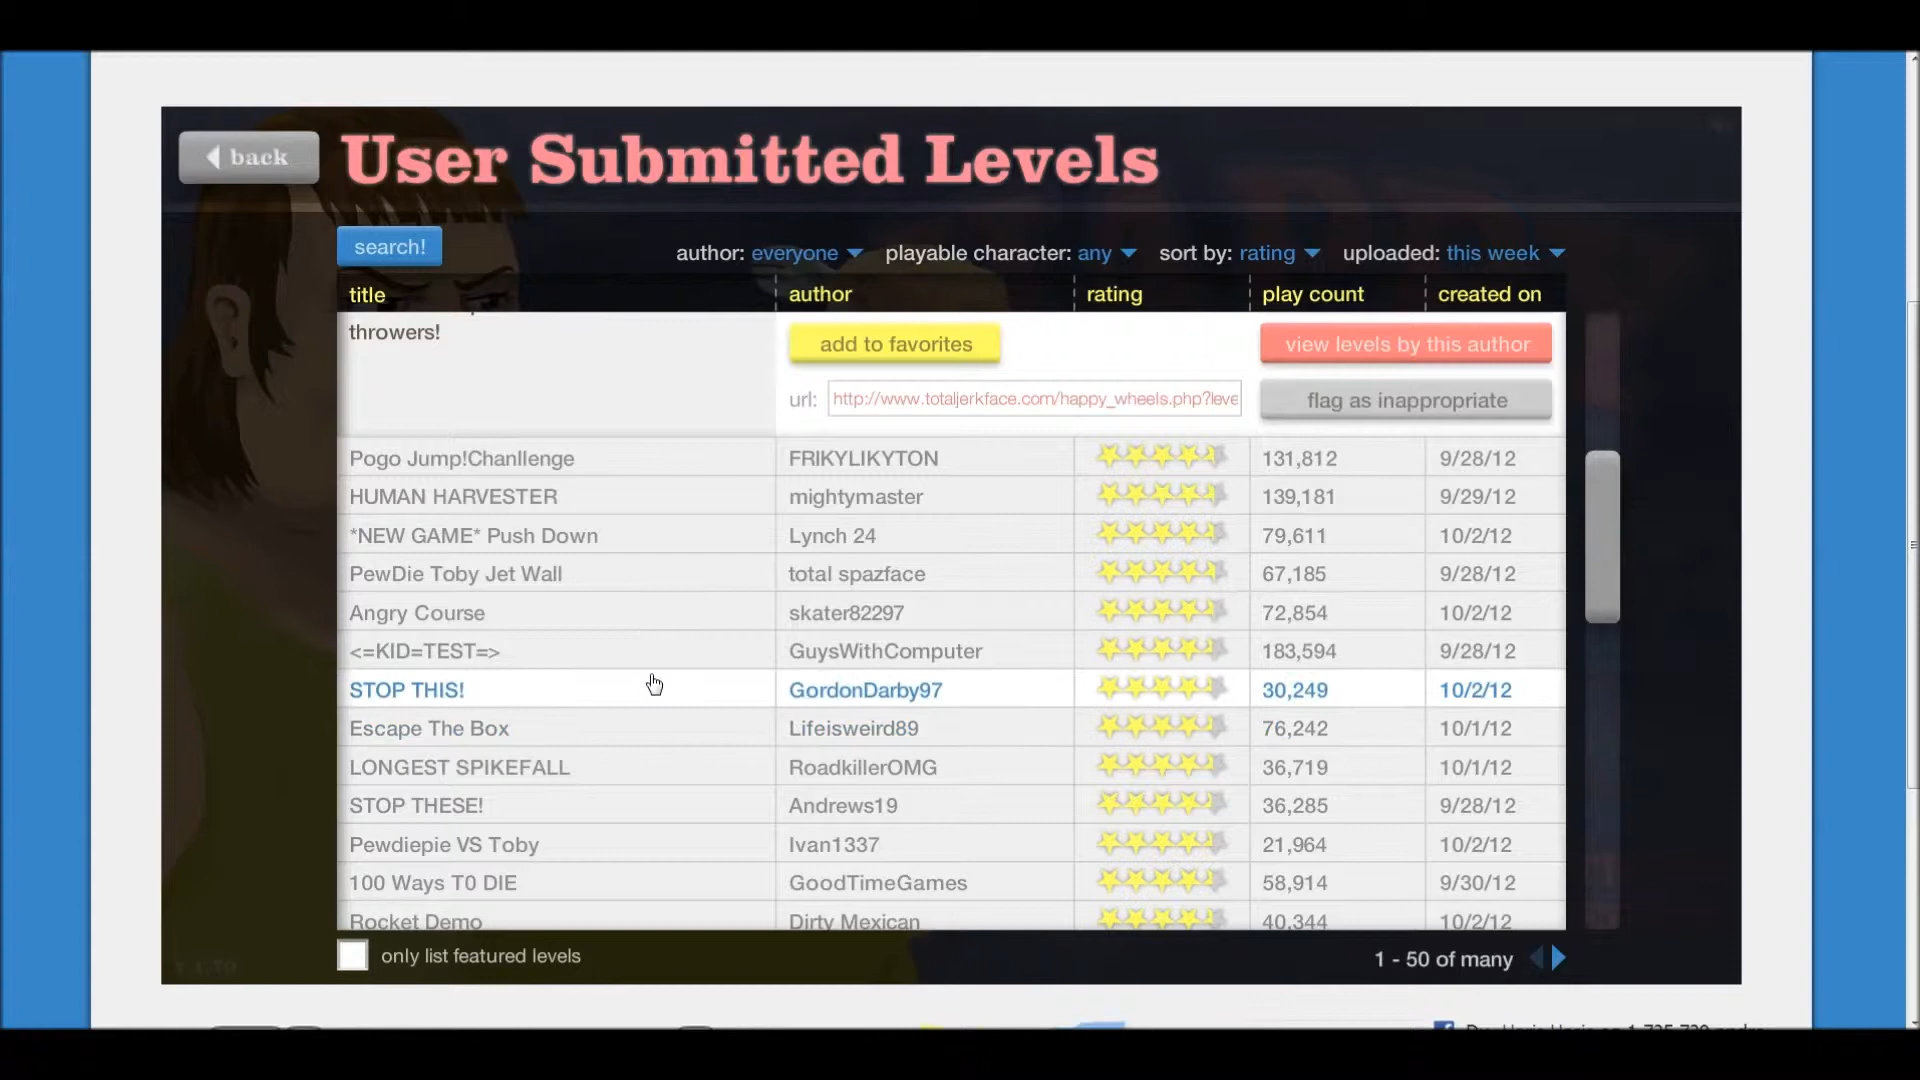 back
User Submitted Levels
search!
author: everyone playable character: any sort by: rating uploaded: this week
title author rating play count created on
throwers!
add to favorites view levels by this author
url: http://www.totaljerkface.com/happy_wheels.php?leve flag as inappropriate
Pogo Jump!Chanllenge FRIKYLIKYTON 131,812 9/28/12
HUMAN HARVESTER mightymaster 139,181 9/29/12
*NEW GAME* Push Down Lynch 24 79,611 10/2/12
PewDie Toby Jet Wall total spazface 67,185 9/28/12
Angry Course skater82297 72,854 10/2/12
<=KID=TEST=> GuysWithComputer 183,594 9/28/12
STOP THIS! GordonDarby97 30,249 10/2/12
Escape The Box Lifeisweird89 76,242 10/1/12
LONGEST SPIKEFALL RoadkillerOMG 36,719 10/1/12
STOP THESE! Andrews19 36,285 9/28/12
Pewdiepie VS Toby Ivan1337 21,964 10/2/12
100 Ways T0 DIE GoodTimeGames 58,914 9/30/12
Rocket Demo Dirty Mexican 40,344 10/2/12
only list featured levels 1 - 50 of many